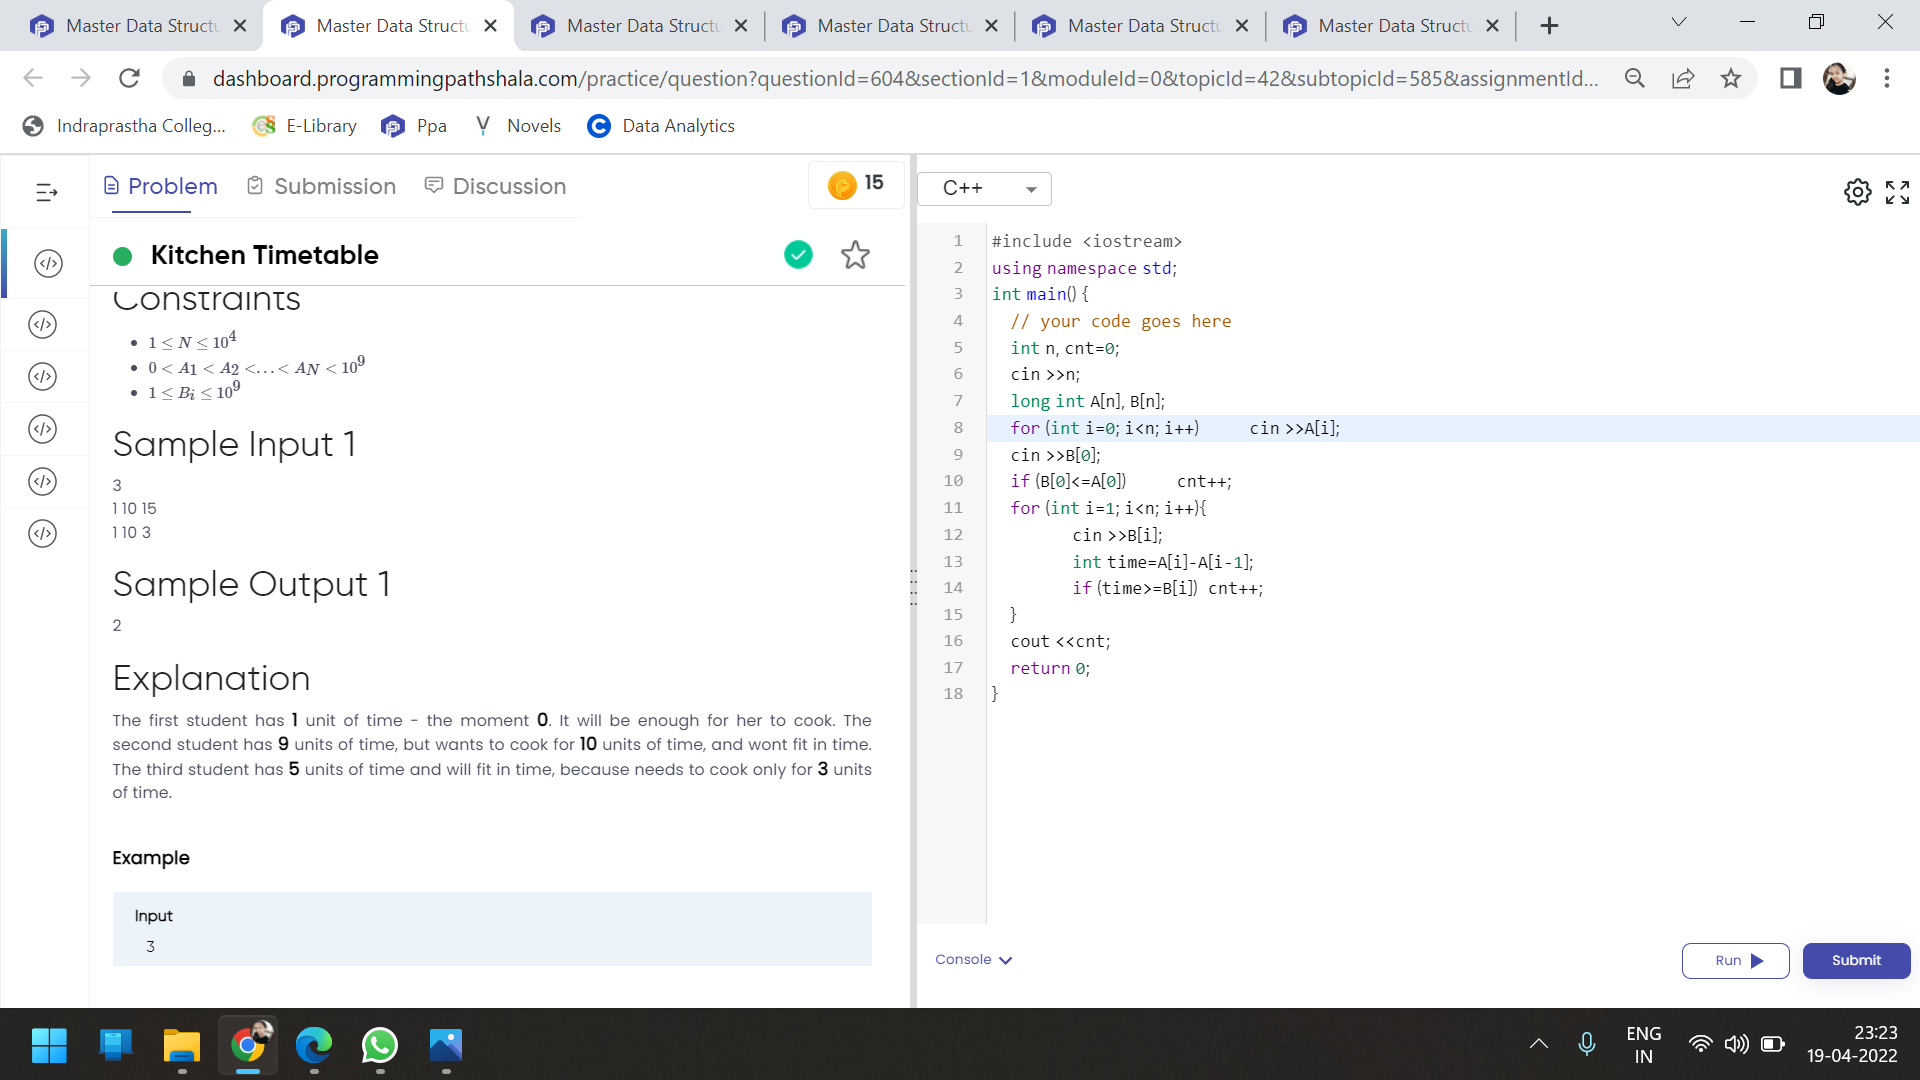 Master Data Structu
Master Data Structu
Master Data Structu
Master Data Structu
Master Data Structu
Master Data Structu
dashboard.programmingpathshala.com/practice/question?questionId=604&sectionId=1&moduleId=0&topicId=42&subtopicId=585&assignmentId...
Indraprastha Colleg...
E-Library
Ppa
Novels
Data Analytics
Problem
Submission
Discussion
15
Kitchen Timetable
Constraints
1 ≤ N ≤ 10^4
0 < A1 < A2 <...< AN < 10^9
1 ≤ Bi ≤ 10^9
Sample Input 1
3
1 10 15
1 10 3
Sample Output 1
2
Explanation
The first student has 1 unit of time - the moment 0. It will be enough for her to cook. The
second student has 9 units of time, but wants to cook for 10 units of time, and wont fit in time.
The third student has 5 units of time and will fit in time, because needs to cook only for 3 units
of time.
Example
Input
3
C++
1 #include <iostream>
2 using namespace std;
3 int main() {
4 // your code goes here
5 int n, cnt=0;
6 cin >>n;
7 long int A[n], B[n];
8 for (int i=0; i<n; i++) cin >>A[i];
9 cin >>B[0];
10 if (B[0]<=A[0]) cnt++;
11 for (int i=1; i<n; i++){
12 cin >>B[i];
13 int time=A[i]-A[i-1];
14 if (time>=B[i]) cnt++;
15 }
16 cout <<cnt;
17 return 0;
18 }
Console
Run
Submit
ENG
IN
23:23
19-04-2022